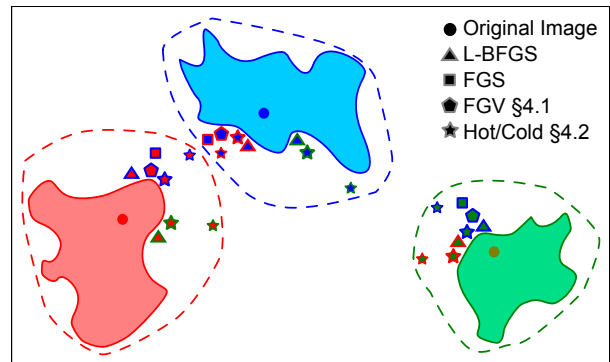 Original Image
L-BFGS
FGS
FGV §4.1
Hot/Cold §4.2